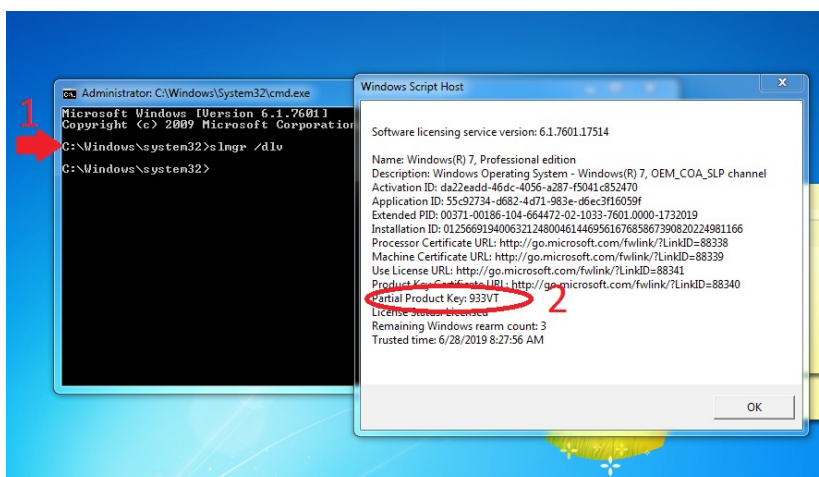 1
Administrator: C:\Windows\System32\cmd.exe
Microsoft Windows [Version 6.1.7601]
Copyright (c) 2009 Microsoft Corporation
C:\Windows\system32>slmgr /dlv
C:\Windows\system32>
Windows Script Host
Software licensing service version: 6.1.7601.17514
Name: Windows(R) 7, Professional edition
Description: Windows Operating System - Windows(R) 7, OEM_COA_SLP channel
Activation ID: da22eadd-46dc-4056-a287-f5041c852470
Application ID: 55c92734-d682-4d71-983e-d6ec3f16059f
Extended PID: 00371-00186-104-664472-02-1033-7601.0000-1732019
Installation ID: 012566919400632124800461446956167685867390820224981166
Processor Certificate URL: http://go.microsoft.com/fwlink/?LinkID=88338
Machine Certificate URL: http://go.microsoft.com/fwlink/?LinkID=88339
Use License URL: http://go.microsoft.com/fwlink/?LinkID=88341
Product Key Certificate URL: http://go.microsoft.com/fwlink/?LinkID=88340
Partial Product Key: 933VT
2
License Status: Licensed
Remaining Windows rearm count: 3
Trusted time: 6/28/2019 8:27:56 AM
OK